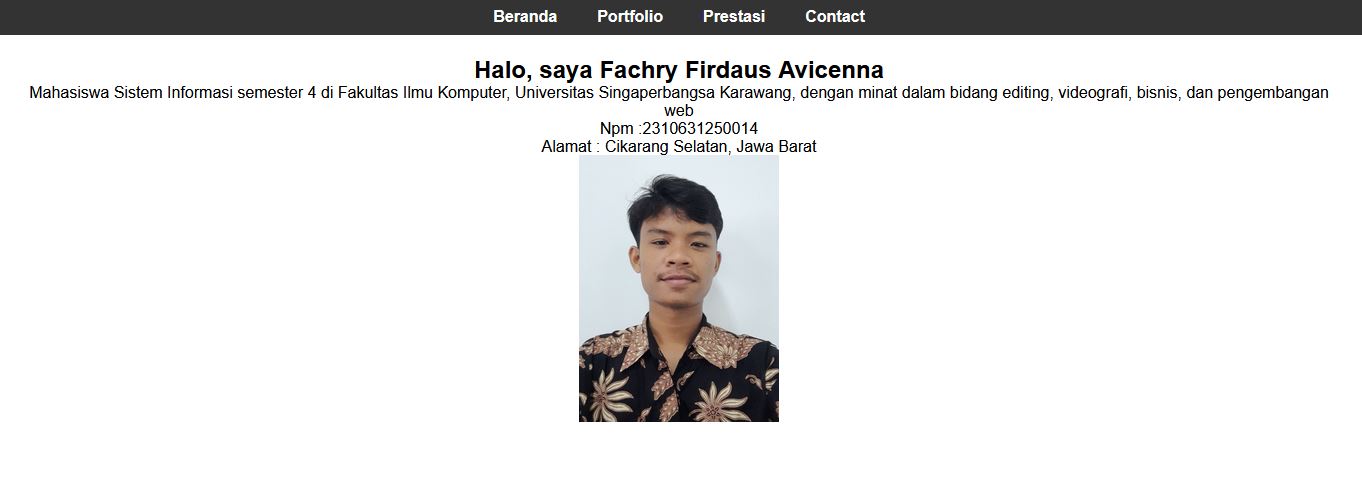 Beranda Portfolio Prestasi Contact
Halo, saya Fachry Firdaus Avicenna
Mahasiswa Sistem Informasi semester 4 di Fakultas Ilmu Komputer, Universitas Singaperbangsa Karawang, dengan minat dalam bidang editing, videografi, bisnis, dan pengembangan
web
Npm :2310631250014
Alamat : Cikarang Selatan, Jawa Barat